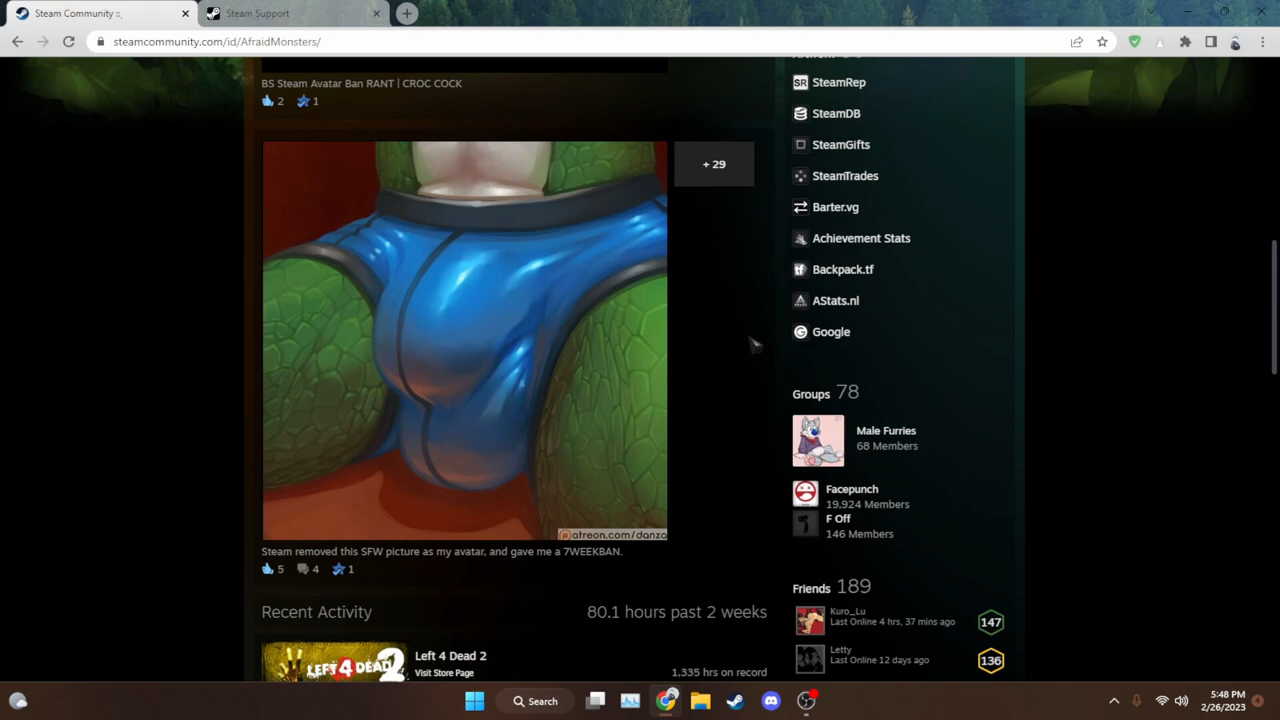 Steam Community ::
Steam Support
steamcommunity.com/id/AfraidMonsters/
BS Steam Avatar Ban RANT | CROC COCK
2
1
+ 29
patreon.com/danza
Steam removed this SFW picture as my avatar, and gave me a 7WEEKBAN.
5
4
1
Recent Activity
80.1 hours past 2 weeks
LEFT 4 DEAD 2
Left 4 Dead 2
Visit Store Page
1,335 hrs on record
SR SteamRep
SteamDB
SteamGifts
SteamTrades
Barter.vg
Achievement Stats
tf Backpack.tf
AStats.nl
G Google
Groups 78
Male Furries
68 Members
Facepunch
19,924 Members
F Off
146 Members
Friends 189
Kuro_Lu
Last Online 4 hrs, 37 mins ago
147
Letty
Last Online 12 days ago
136
Search
5:48 PM
2/26/2023
4